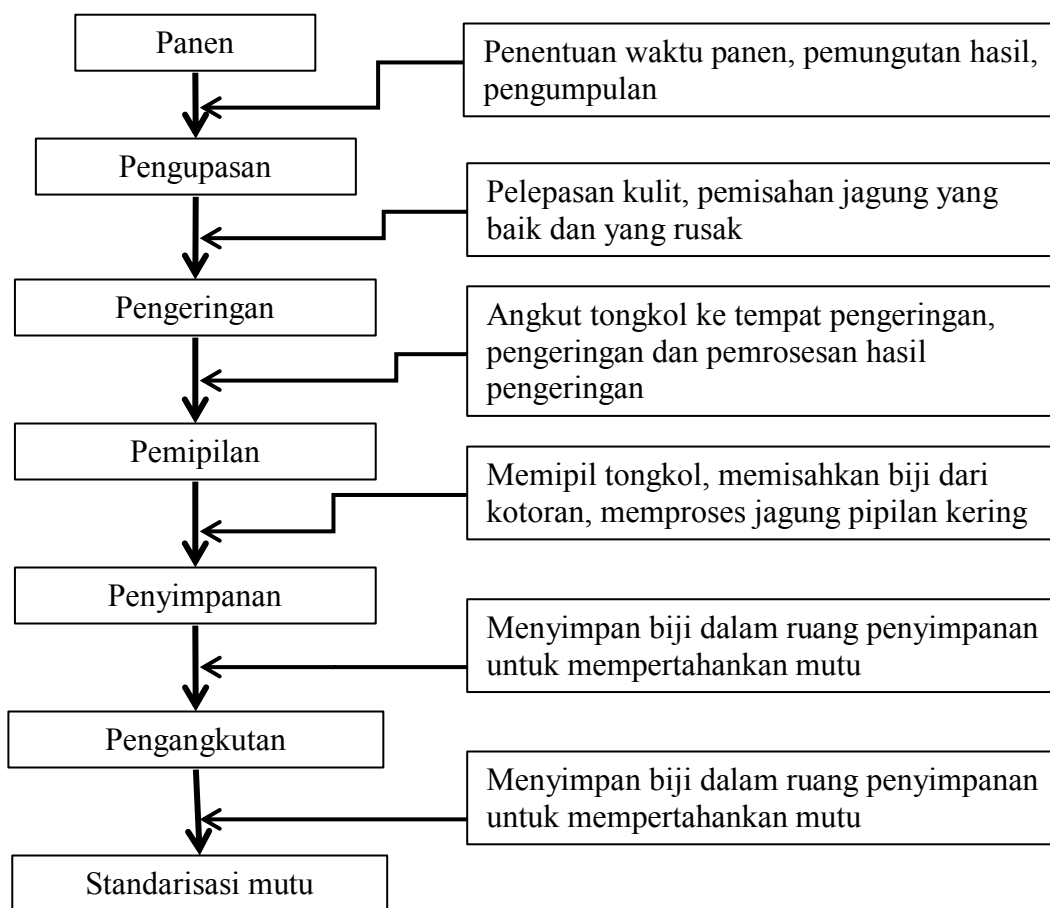 Panen
Penentuan waktu panen, pemungutan hasil,
pengumpulan
Pengupasan
Pelepasan kulit, pemisahan jagung yang
baik dan yang rusak
Pengeringan
Angkut tongkol ke tempat pengeringan,
pengeringan dan pemrosesan hasil
pengeringan
Pemipilan
Memipil tongkol, memisahkan biji dari
kotoran, memproses jagung pipilan kering
Penyimpanan
Menyimpan biji dalam ruang penyimpanan
untuk mempertahankan mutu
Pengangkutan
Menyimpan biji dalam ruang penyimpanan
untuk mempertahankan mutu
Standarisasi mutu